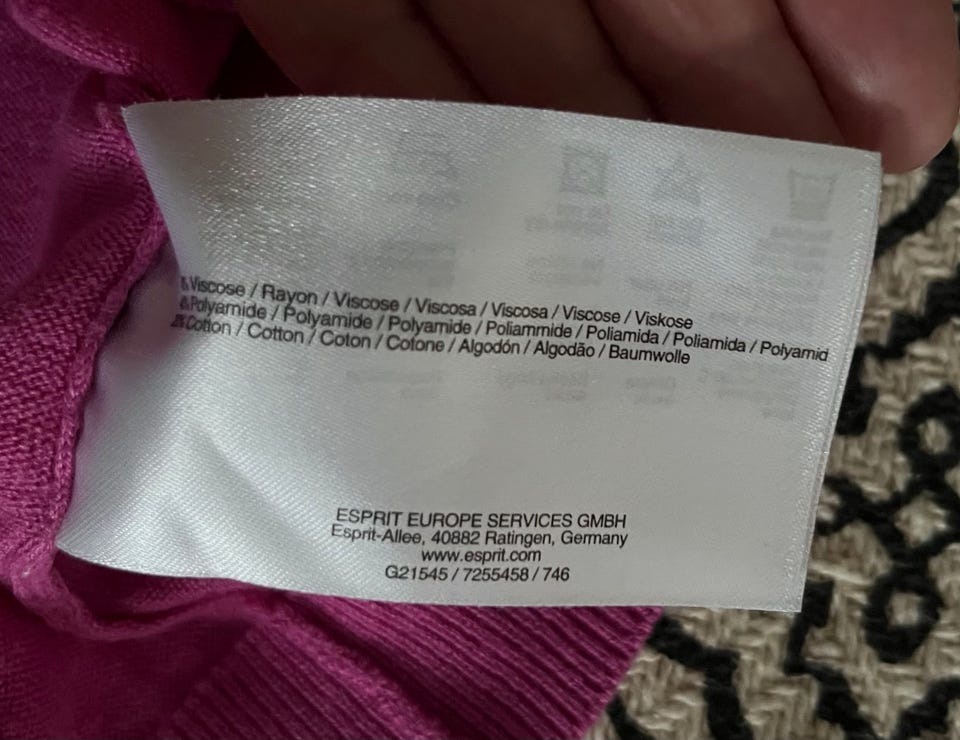 Viscose / Rayon / Viscose / Viscosa / Viscosa / Viscose / Viskose
Polyamide / Polyamide / Polyamide / Poliammide / Poliamida / Poliamida / Polyamid
Cotton / Cotton / Coton / Cotone / Algodón / Algodão / Baumwolle
ESPRIT EUROPE SERVICES GMBH
Esprit-Allee, 40882 Ratingen, Germany
www.esprit.com
G21545 / 7255458 / 746